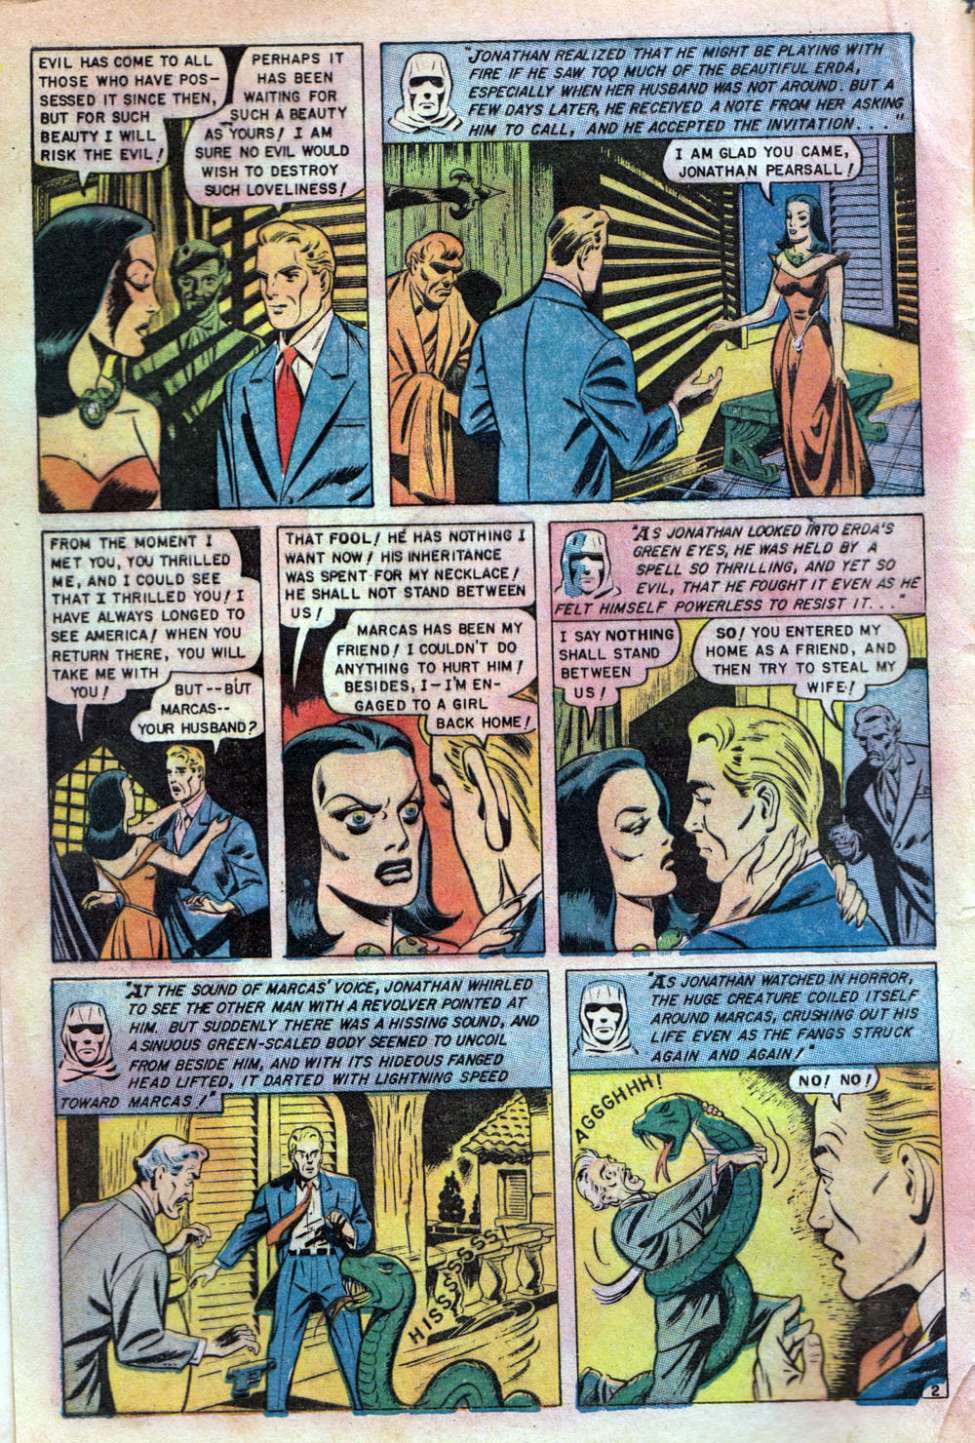 EVIL HAS COME TO ALL
THOSE WHO HAVE POS-
SESSED IT SINCE THEN,
BUT FOR SUCH
BEAUTY I WILL
RISK THE EVIL!
PERHAPS IT
HAS BEEN
WAITING FOR
SUCH A BEAUTY
AS YOURS! I AM
SURE NO EVIL WOULD
WISH TO DESTROY
SUCH LOVELINESS!
"JONATHAN REALIZED THAT HE MIGHT BE PLAYING WITH
FIRE IF HE SAW TOO MUCH OF THE BEAUTIFUL ERDA,
ESPECIALLY WHEN HER HUSBAND WAS NOT AROUND. BUT A
FEW DAYS LATER, HE RECEIVED A NOTE FROM HER ASKING
HIM TO CALL, AND HE ACCEPTED THE INVITATION..."
I AM GLAD YOU CAME,
JONATHAN PEARSALL!
FROM THE MOMENT I
MET YOU, YOU THRILLED
ME, AND I COULD SEE
THAT I THRILLED YOU! I
HAVE ALWAYS LONGED TO
SEE AMERICA! WHEN YOU
RETURN THERE, YOU WILL
TAKE ME WITH
YOU!
BUT--BUT
MARCAS--
YOUR HUSBAND?
THAT FOOL! HE HAS NOTHING I
WANT NOW! HIS INHERITANCE
WAS SPENT FOR MY NECKLACE!
HE SHALL NOT STAND BETWEEN
US!
MARCAS HAS BEEN MY
FRIEND! I COULDN'T DO
ANYTHING TO HURT HIM!
BESIDES, I--I'M EN-
GAGED TO A GIRL
BACK HOME!
"AS JONATHAN LOOKED INTO ERDA'S
GREEN EYES, HE WAS HELD BY A
SPELL SO THRILLING, AND YET SO
EVIL, THAT HE FOUGHT IT EVEN AS HE
FELT HIMSELF POWERLESS TO RESIST IT..."
I SAY NOTHING
SHALL STAND
BETWEEN
US!
SO! YOU ENTERED MY
HOME AS A FRIEND, AND
THEN TRY TO STEAL MY
WIFE!
"AT THE SOUND OF MARCAS' VOICE, JONATHAN WHIRLED
TO SEE THE OTHER MAN WITH A REVOLVER POINTED AT
HIM. BUT SUDDENLY THERE WAS A HISSING SOUND, AND
A SINUOUS GREEN-SCALED BODY SEEMED TO UNCOIL
FROM BESIDE HIM, AND WITH ITS HIDEOUS FANGED
HEAD LIFTED, IT DARTED WITH LIGHTNING SPEED
TOWARD MARCAS!"
HISSSSSSSS
"AS JONATHAN WATCHED IN HORROR,
THE HUGE CREATURE COILED ITSELF
AROUND MARCAS, CRUSHING OUT HIS
LIFE EVEN AS THE FANGS STRUCK
AGAIN AND AGAIN!"
AGGGHHH!
NO! NO!
2